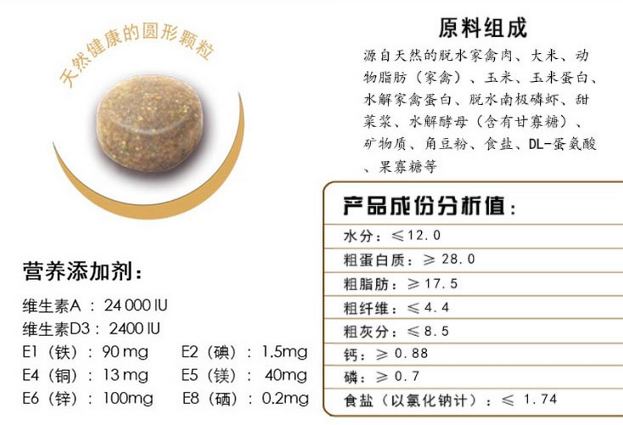 天然健康的圆形颗粒
原料组成
源自天然的脱水家禽肉、大米、动
物脂肪（家禽）、玉米、玉米蛋白、
水解家禽蛋白、脱水南极磷虾、甜
菜浆、水解酵母（含有甘寡糖）、
矿物质、角豆粉、食盐、DL-蛋氨酸
、果寡糖等
产品成份分析值：
水分：≤12.0
粗蛋白质：≥28.0
粗脂肪：≥17.5
粗纤维：≤4.4
粗灰分：≤8.5
钙：≥0.88
磷：≥0.7
食盐（以氯化钠计）：≤ 1.74
营养添加剂：
维生素A ：24 000 IU
维生素D3 ：2400 IU
E1（铁）：90 mg E2（碘）：1.5mg
E4（铜）：13 mg E5（镁）：40mg
E6（锌）：100mg E8（硒）：0.2mg